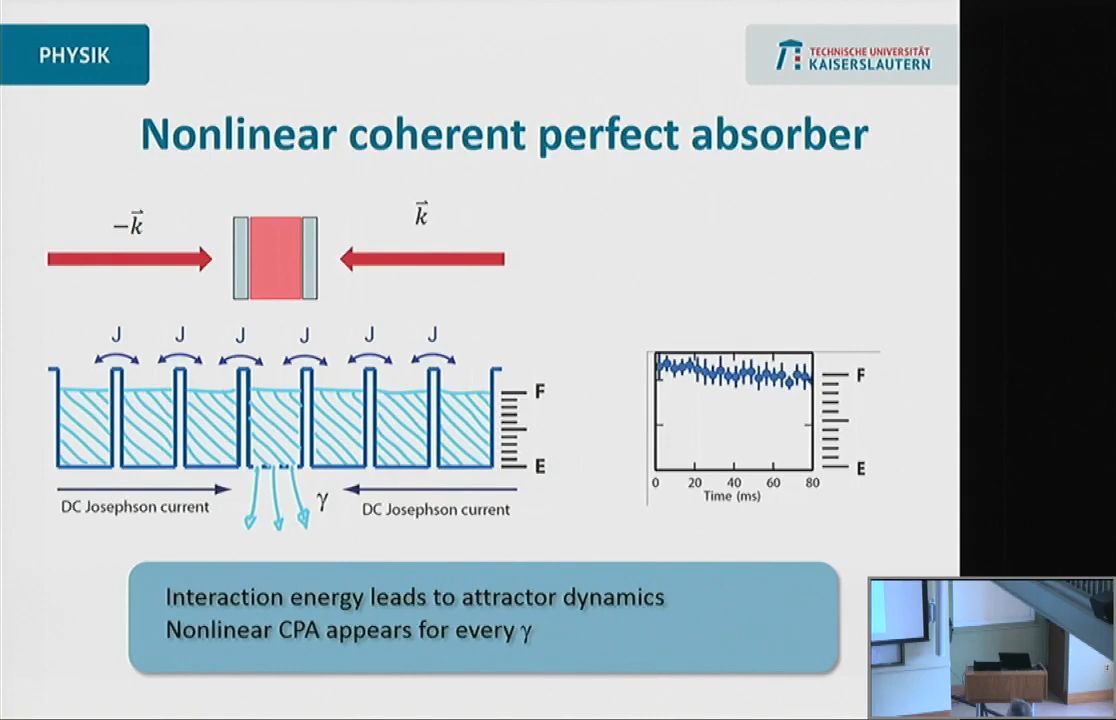 PHYSIK
TECHNISCHE UNIVERSITÄT
KAISERSLAUTERN
Nonlinear coherent perfect absorber
−k⃗
k⃗
J J J J J J
F
E
DC Josephson current
γ
DC Josephson current
F
E
0 20 40 60 80
Time (ms)
Interaction energy leads to attractor dynamics
Nonlinear CPA appears for every γ